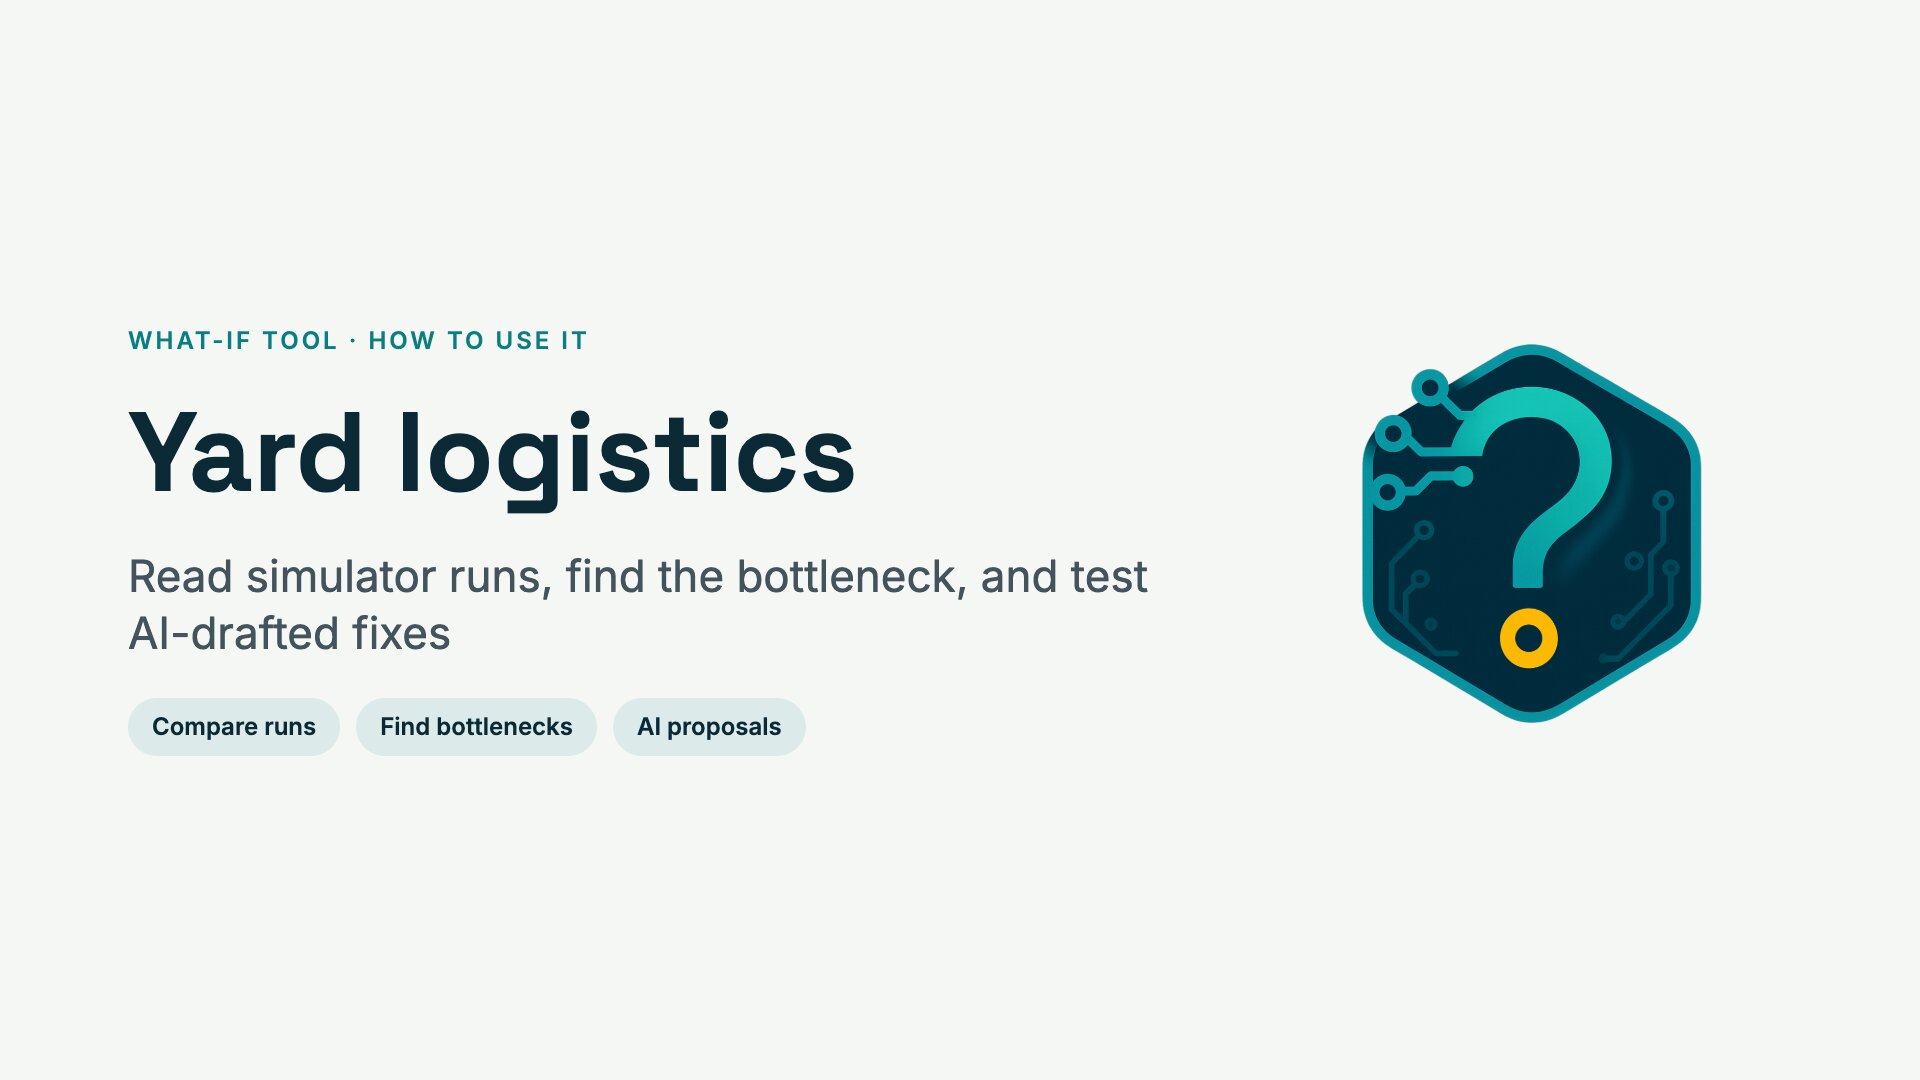 WHAT-IF TOOL · HOW TO USE IT
Yard logistics
Read simulator runs, find the bottleneck, and test
AI-drafted fixes
Compare runs
Find bottlenecks
AI proposals